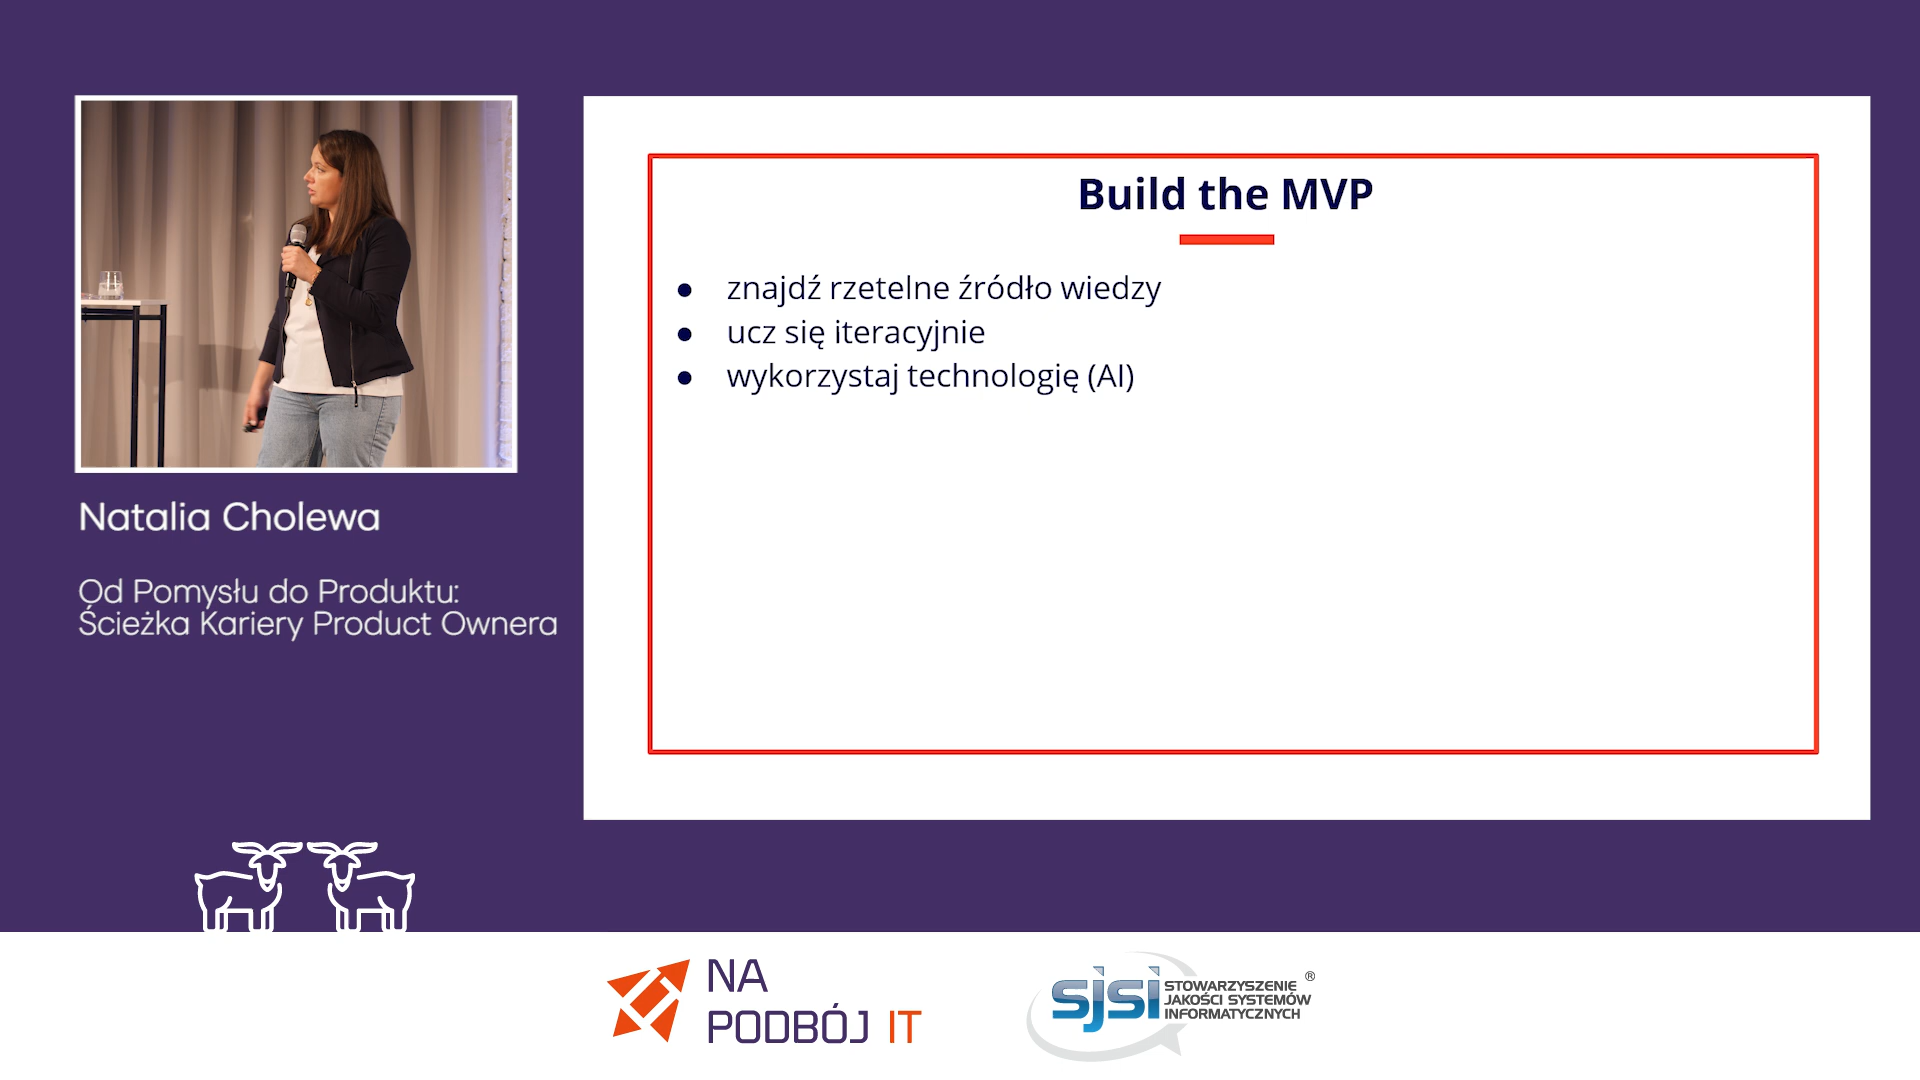 Build the MVP
● znajdź rzetelne źródło wiedzy
● ucz się iteracyjnie
● wykorzystaj technologię (AI)
Natalia Cholewa
Od Pomysłu do Produktu:
Ścieżka Kariery Product Ownera
NA
PODBÓJ IT
sjsi
STOWARZYSZENIE ®
JAKOŚCI SYSTEMÓW
INFORMATYCZNYCH